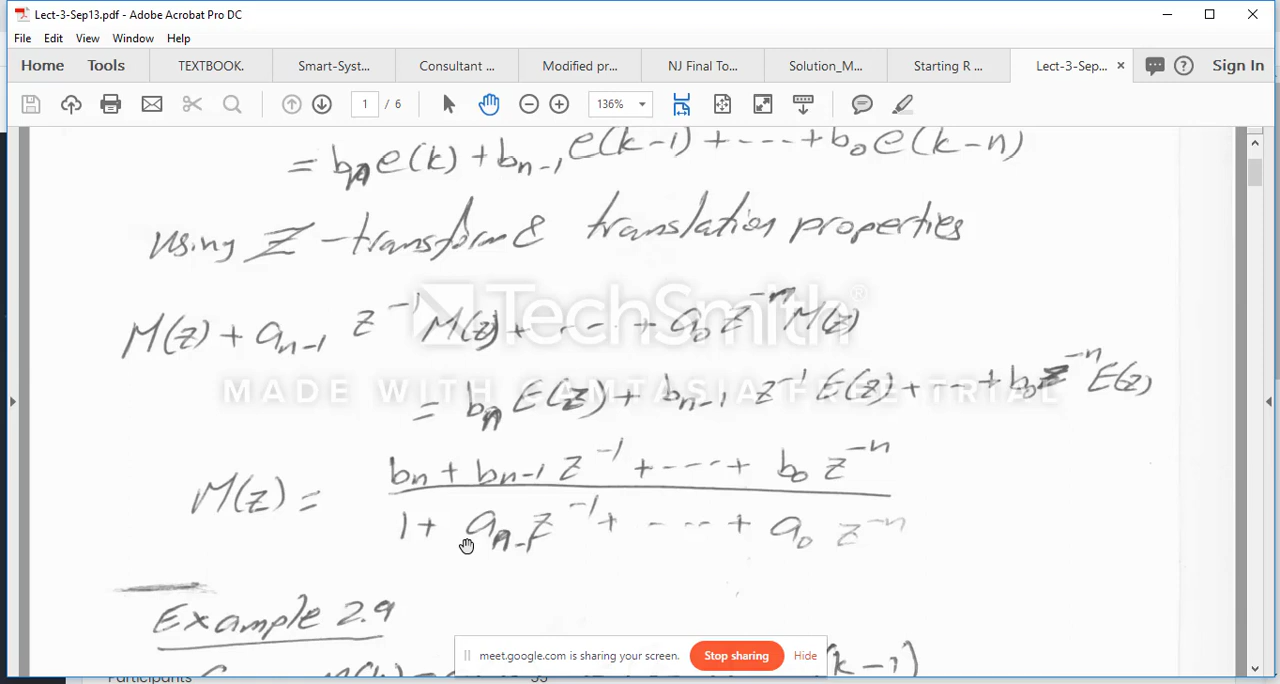 Lect-3-Sep13.pdf - Adobe Acrobat Pro DC
File Edit View Window Help
Home Tools TEXTBOOK. Smart-Syst... Consultant ... Modified pr... NJ Final To... Solution_M... Starting R ... Lect-3-Sep... × Sign In
1 / 6 136%
= bₙ e(k) + bₙ₋₁ e(k-1) + --- + b₀ e(k-n)
using Z-transform & translation properties
M(z) + aₙ₋₁ z⁻¹ M(z) + --- + a₀ z⁻ⁿ M(z)
TechSmith®
MADE WITH CAMTASIA FREE TRIAL
= bₙ E(z) + bₙ₋₁ z⁻¹ E(z) + --- + b₀ z⁻ⁿ E(z)
bₙ + bₙ₋₁ z⁻¹ + --- + b₀ z⁻ⁿ
M(z) =
1 + aₙ₋₁ z⁻¹ + --- + a₀ z⁻ⁿ
Example 2.9
(k-1)
meet.google.com is sharing your screen. Stop sharing Hide
Participants